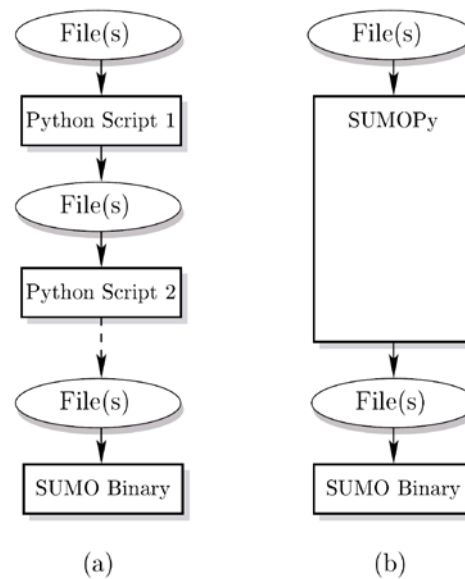 File(s)
Python Script 1
File(s)
Python Script 2
File(s)
SUMO Binary
(a)
File(s)
SUMOPy
File(s)
SUMO Binary
(b)